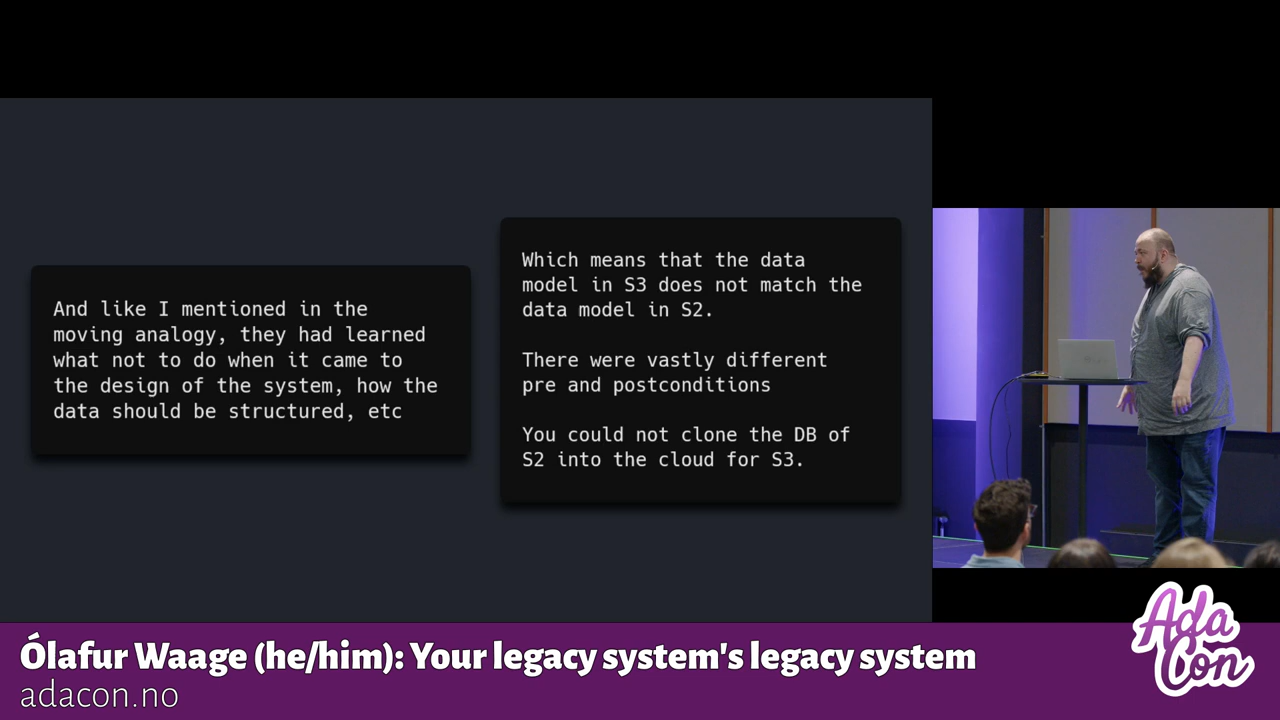 And like I mentioned in the
moving analogy, they had learned
what not to do when it came to
the design of the system, how the
data should be structured, etc
Which means that the data
model in S3 does not match the
data model in S2.
There were vastly different
pre and postconditions
You could not clone the DB of
S2 into the cloud for S3.
Ólafur Waage (he/him): Your legacy system's legacy system
adacon.no
Ada
Con